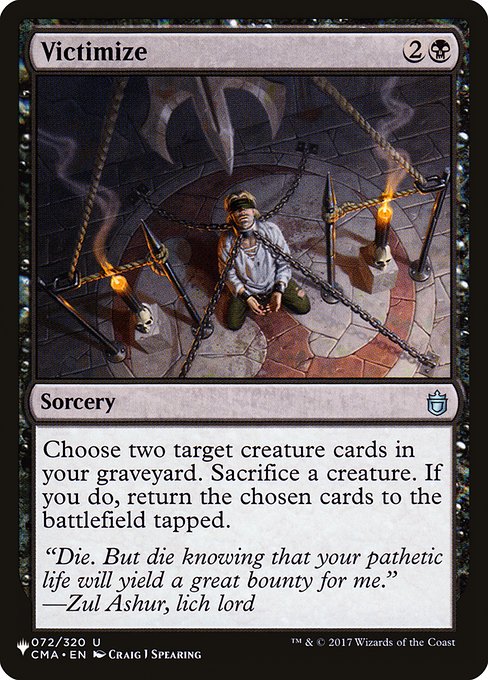 Victimize 2
Sorcery
Choose two target creature cards in
your graveyard. Sacrifice a creature. If
you do, return the chosen cards to the
battlefield tapped.
“Die. But die knowing that your pathetic
life will yield a great bounty for me.”
—Zul Ashur, lich lord
072/320 U
CMA • EN Craig J Spearing
™ & © 2017 Wizards of the Coast